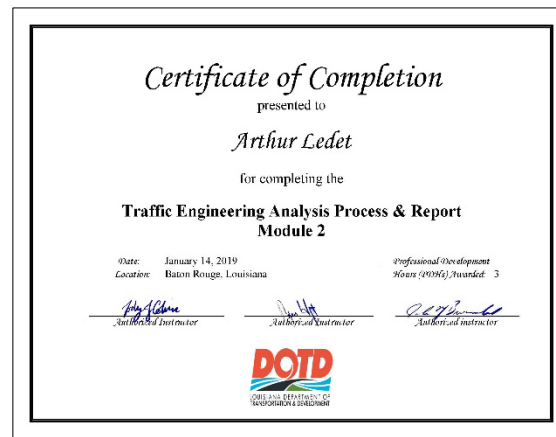 Certificate of Completion
presented to
Arthur Ledet
for completing the
Traffic Engineering Analysis Process & Report
Module 2
Date: January 14, 2019
Location: Baton Rouge, Louisiana
Professional Development
Hours (PDHs) Awarded: 3
Authorized Instructor
Authorized Instructor
Authorized instructor
DOTD
LOUISIANA DEPARTMENT OF
TRANSPORTATION & DEVELOPMENT